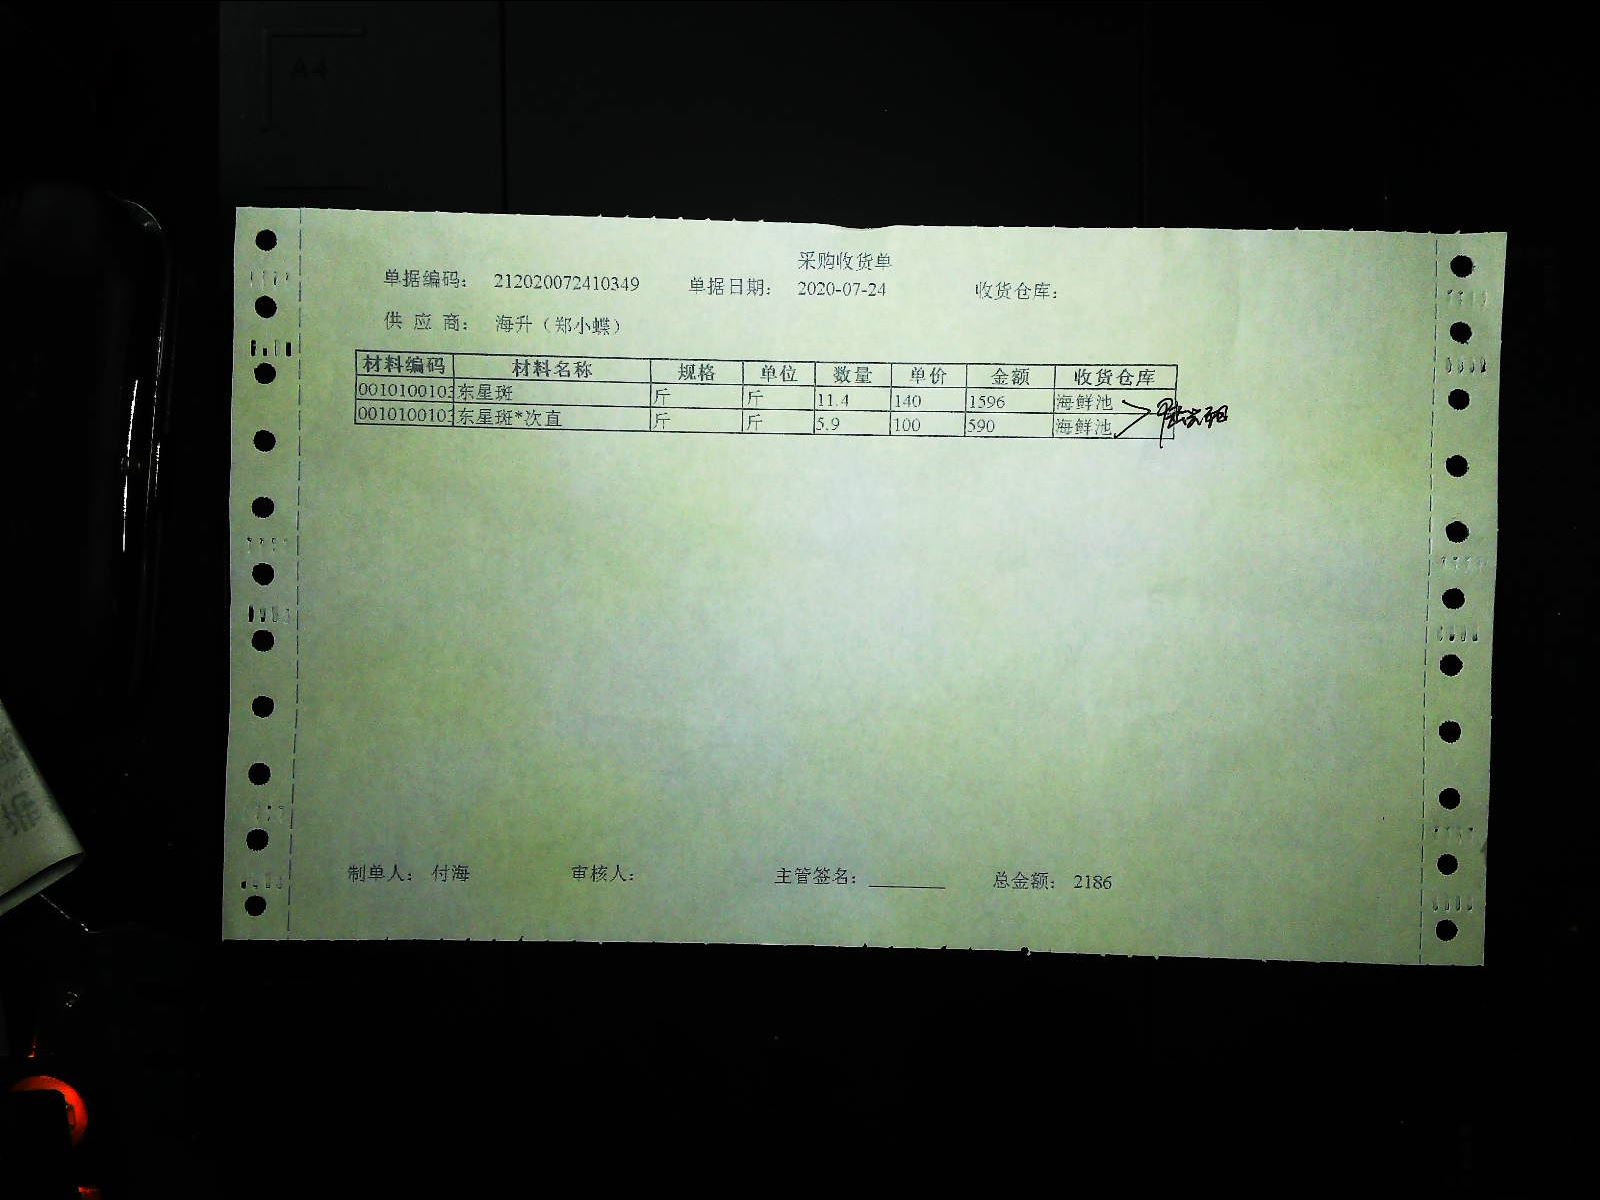 A4
采购收货单
单据编码： 212020072410349 单据日期： 2020-07-24 收货仓库：
供 应 商： 海升（郑小蝶）
材料编码 材料名称 规格 单位 数量 单价 金额 收货仓库
0010100103 东星斑 斤 斤 11.4 140 1596 海鲜池
0010100103 东星斑*次直 斤 斤 5.9 100 590 海鲜池
制单人： 付海 审核人： 主管签名： 总金额： 2186